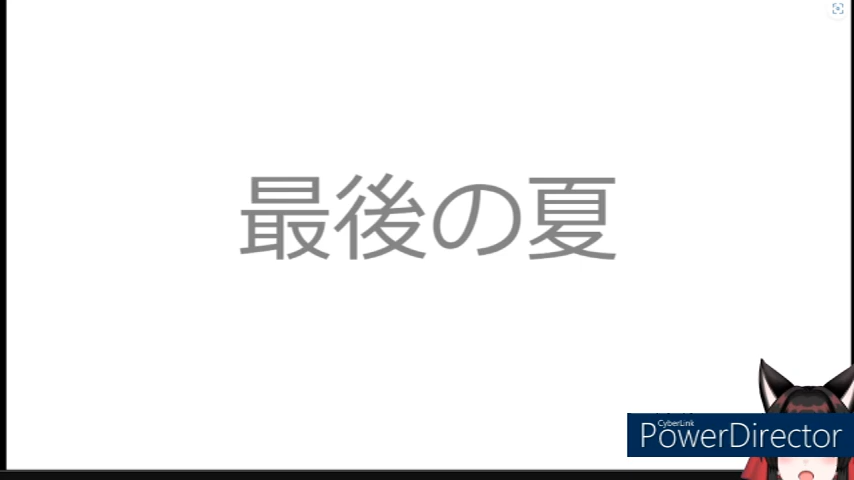 最後の夏
CyberLink
PowerDirector